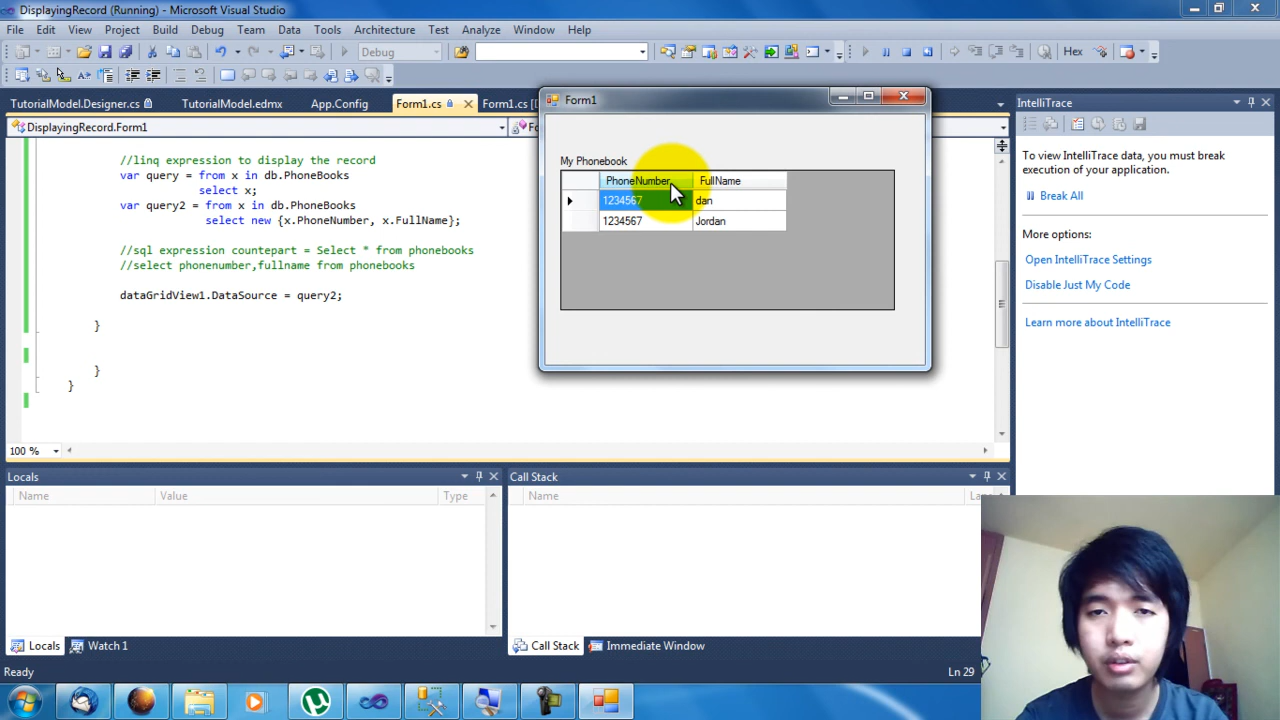 DisplayingRecord (Running) - Microsoft Visual Studio
File Edit View Project Build Debug Team Data Tools Architecture Test Analyze Window Help
Debug Hex
TutorialModel.Designer.cs TutorialModel.edmx App.Config Form1.cs Form1.cs [D
DisplayingRecord.Form1
//linq expression to display the record
var query = from x in db.PhoneBooks
select x;
var query2 = from x in db.PhoneBooks
select new {x.PhoneNumber, x.FullName};
//sql expression countepart = Select * from phonebooks
//select phonenumber,fullname from phonebooks
dataGridView1.DataSource = query2;
}
}
}
100 %
Form1
My Phonebook
PhoneNumber FullName
1234567 dan
1234567 Jordan
IntelliTrace
To view IntelliTrace data, you must break
execution of your application.
Break All
More options:
Open IntelliTrace Settings
Disable Just My Code
Learn more about IntelliTrace
Locals
Name Value Type
Call Stack
Name La
Locals Watch 1
Call Stack Immediate Window
Ready Ln 29